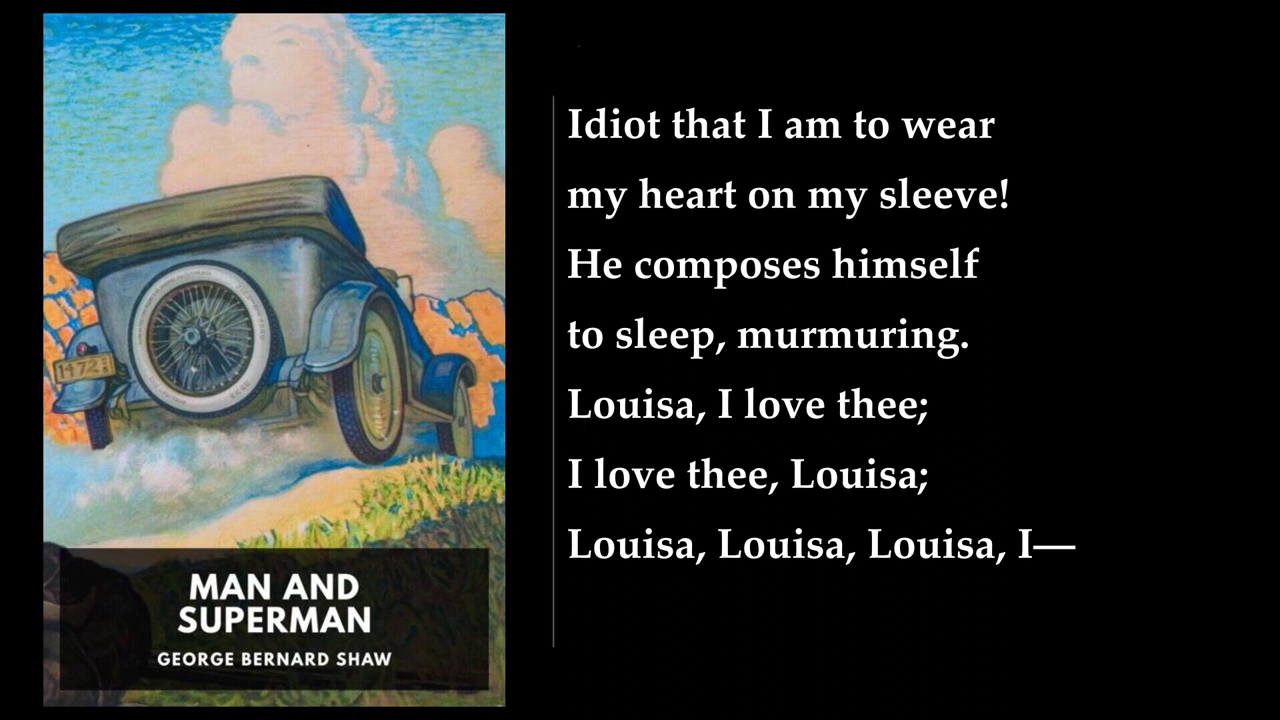 Idiot that I am to wear
my heart on my sleeve!
He composes himself
to sleep, murmuring.
Louisa, I love thee;
I love thee, Louisa;
Louisa, Louisa, Louisa, I—
1472
MAN AND
SUPERMAN
GEORGE BERNARD SHAW